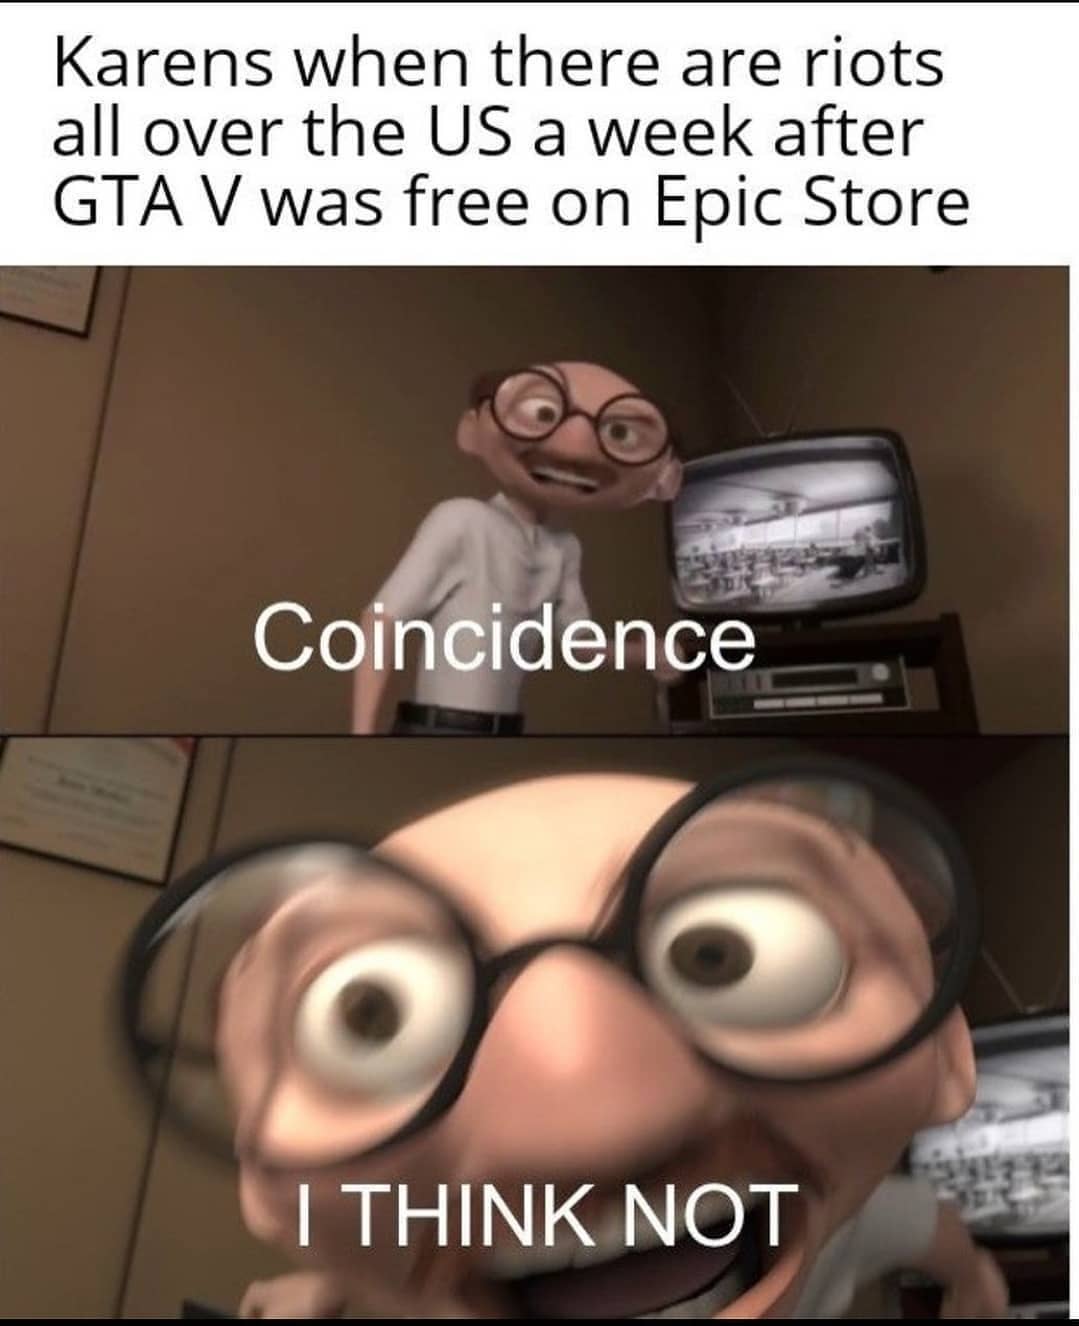 Karens when there are riots
all over the US a week after
GTA V was free on Epic Store
Coincidence
I THINK NOT